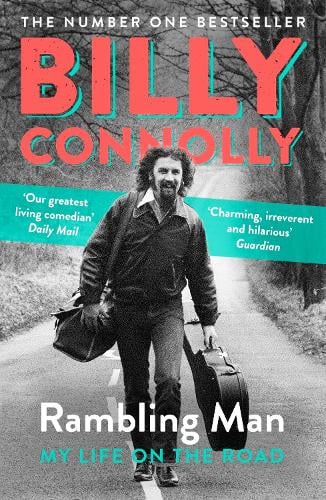 THE NUMBER ONE BESTSELLER
BILLY
CONNOLLY
‘Our greatest
living comedian’
Daily Mail
‘Charming, irreverent
and hilarious’
Guardian
Rambling Man
MY LIFE ON THE ROAD